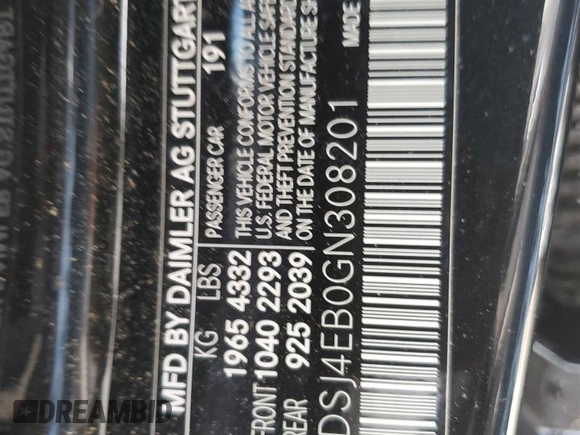 MFD BY DAIMLER AG STUTTGART
KG LBS
PASSENGER CAR 191
1965 4332
THIS VEHICLE CONFORMS TO ALL
FRONT 1040 2293
U.S. FEDERAL MOTOR VEHICLE SAFE
AND THEFT PREVENTION STANDARD
REAR 925 2039
ON THE DATE OF MANUFACTURE SH
DSJ4EB0GN308201
MADE
DREAMBID